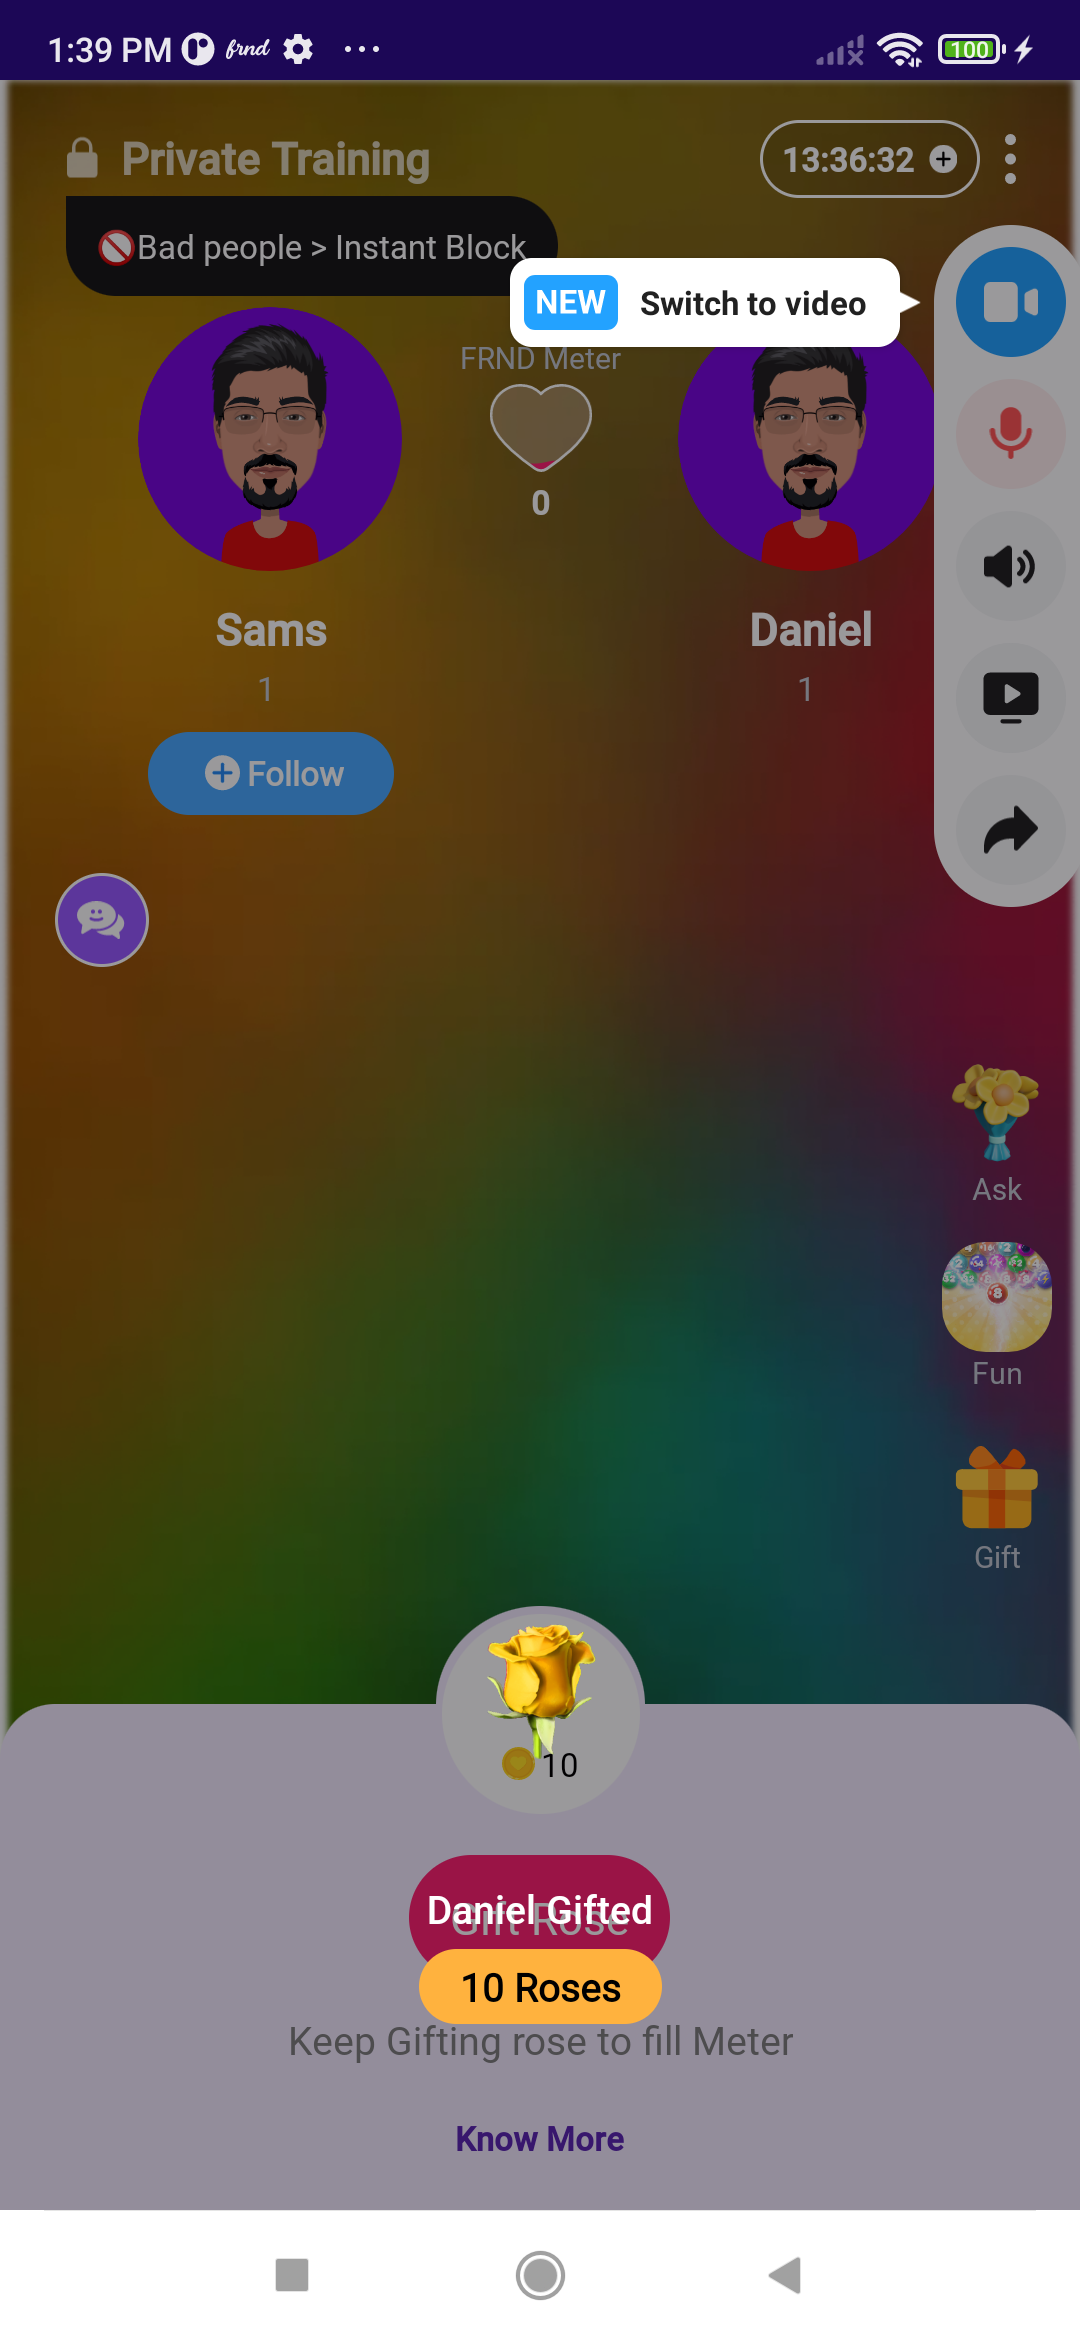 1:39 PM frnd
100
Private Training
13:36:32
Bad people > Instant Block
NEW Switch to video
FRND Meter
0
Sams
1
Daniel
1
Follow
Ask
8
Fun
Gift
10
Gift Rose
Daniel Gifted
10 Roses
Keep Gifting rose to fill Meter
Know More